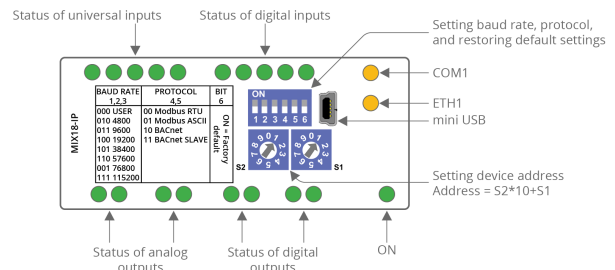 Status of universal inputs
Status of digital inputs
Setting baud rate, protocol,
and restoring default settings
COM1
ETH1
mini USB
MIX18-IP
BAUD RATE
1,2,3
PROTOCOL
4,5
BIT
6
000 USER
010 4800
011 9600
100 19200
101 38400
110 57600
001 76800
111 115200
00 Modbus RTU
01 Modbus ASCII
10 BACnet
11 BACnet SLAVE
ON = Factory
default
ON
1 2 3 4 5 6
S2
S1
Setting device address
Address = S2*10+S1
Status of analog
outputs
Status of digital
outputs
ON